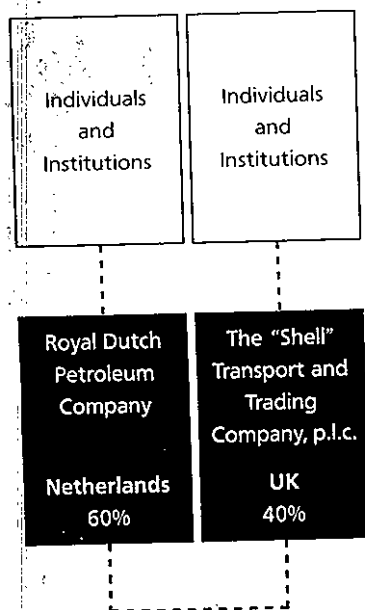 Individuals
and
Institutions
Individuals
and
Institutions
Royal Dutch
Petroleum
Company
Netherlands
60%
The "Shell"
Transport and
Trading
Company, p.l.c.
UK
40%